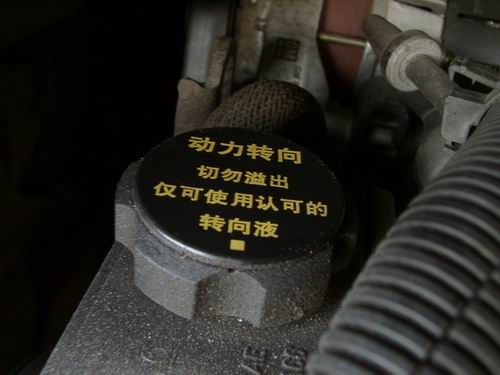 动力转向
切勿溢出
仅可使用认可的
转向液